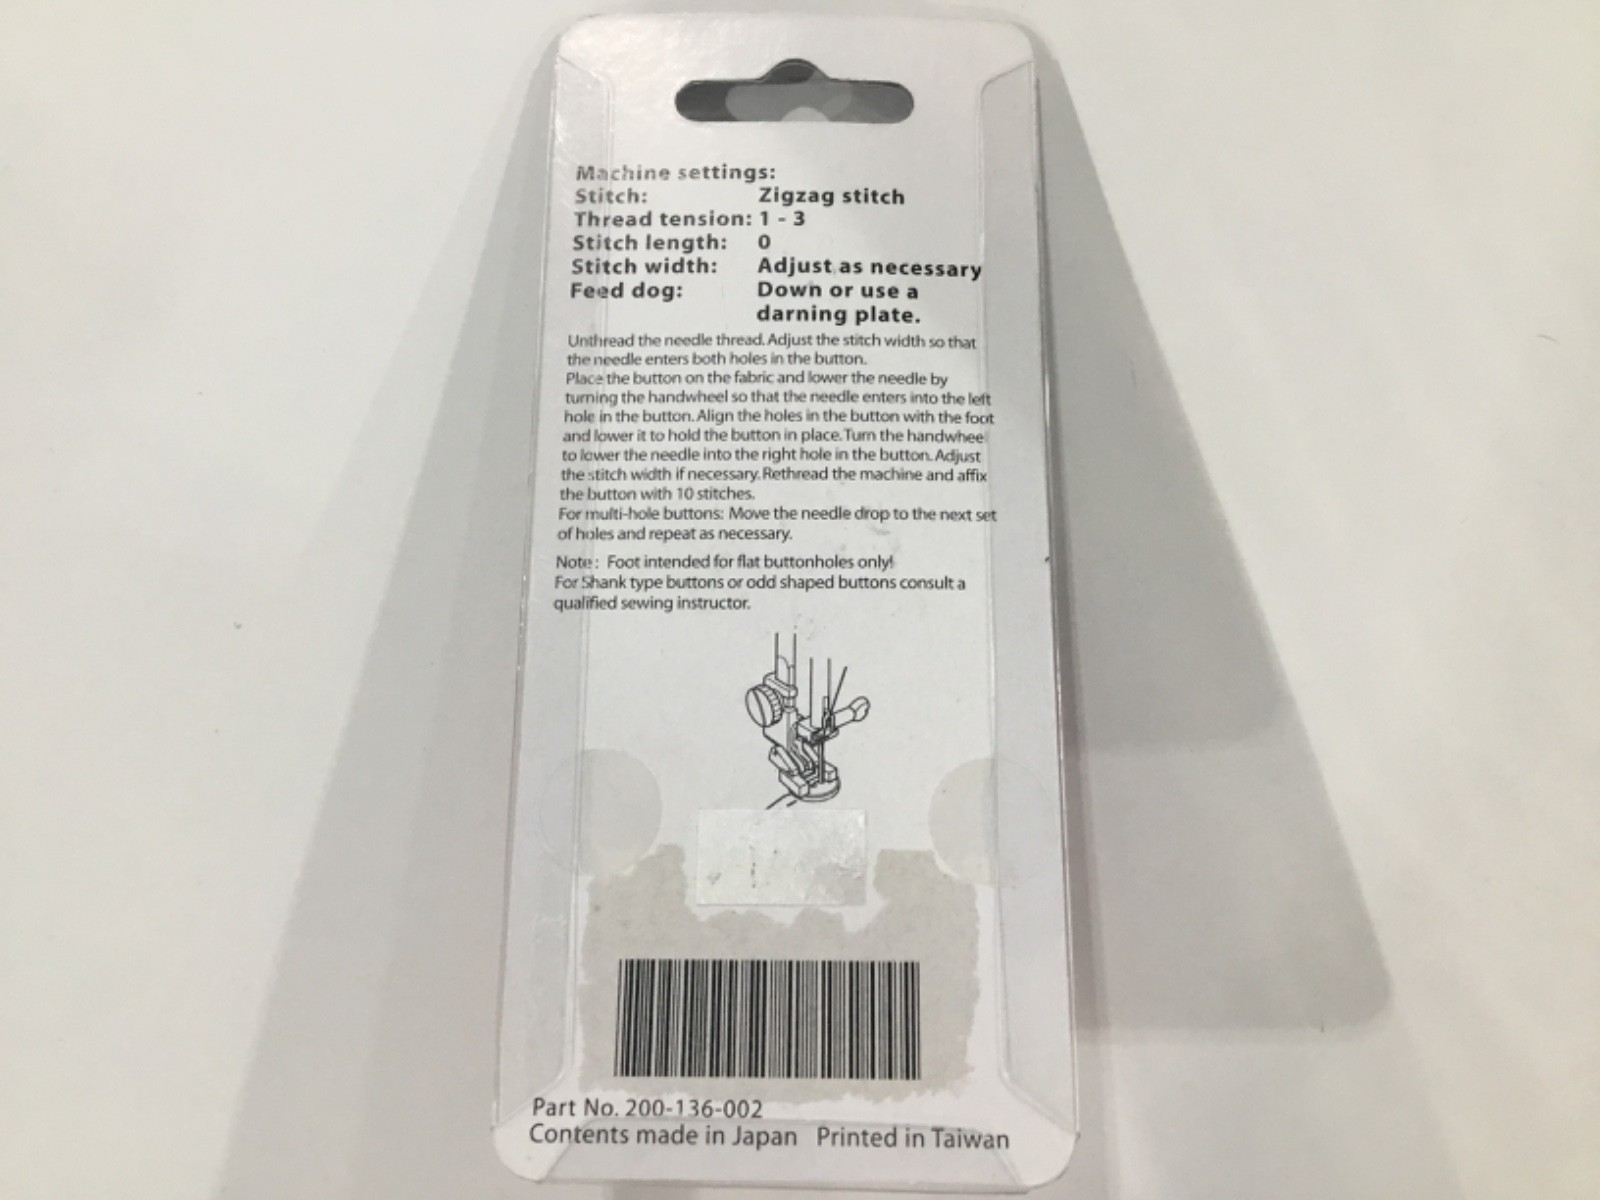 Machine settings:
Stitch: Zigzag stitch
Thread tension: 1 - 3
Stitch length: 0
Stitch width: Adjust as necessary
Feed dog: Down or use a
darning plate.
Unthread the needle thread. Adjust the stitch width so that
the needle enters both holes in the button.
Place the button on the fabric and lower the needle by
turning the handwheel so that the needle enters into the left
hole in the button. Align the holes in the button with the foot
and lower it to hold the button in place. Turn the handwhee
to lower the needle into the right hole in the button. Adjust
the stitch width if necessary. Rethread the machine and affix
the button with 10 stitches.
For multi-hole buttons: Move the needle drop to the next set
of holes and repeat as necessary.
Note : Foot intended for flat buttonholes only!
For Shank type buttons or odd shaped buttons consult a
qualified sewing instructor.
Part No. 200-136-002
Contents made in Japan Printed in Taiwan